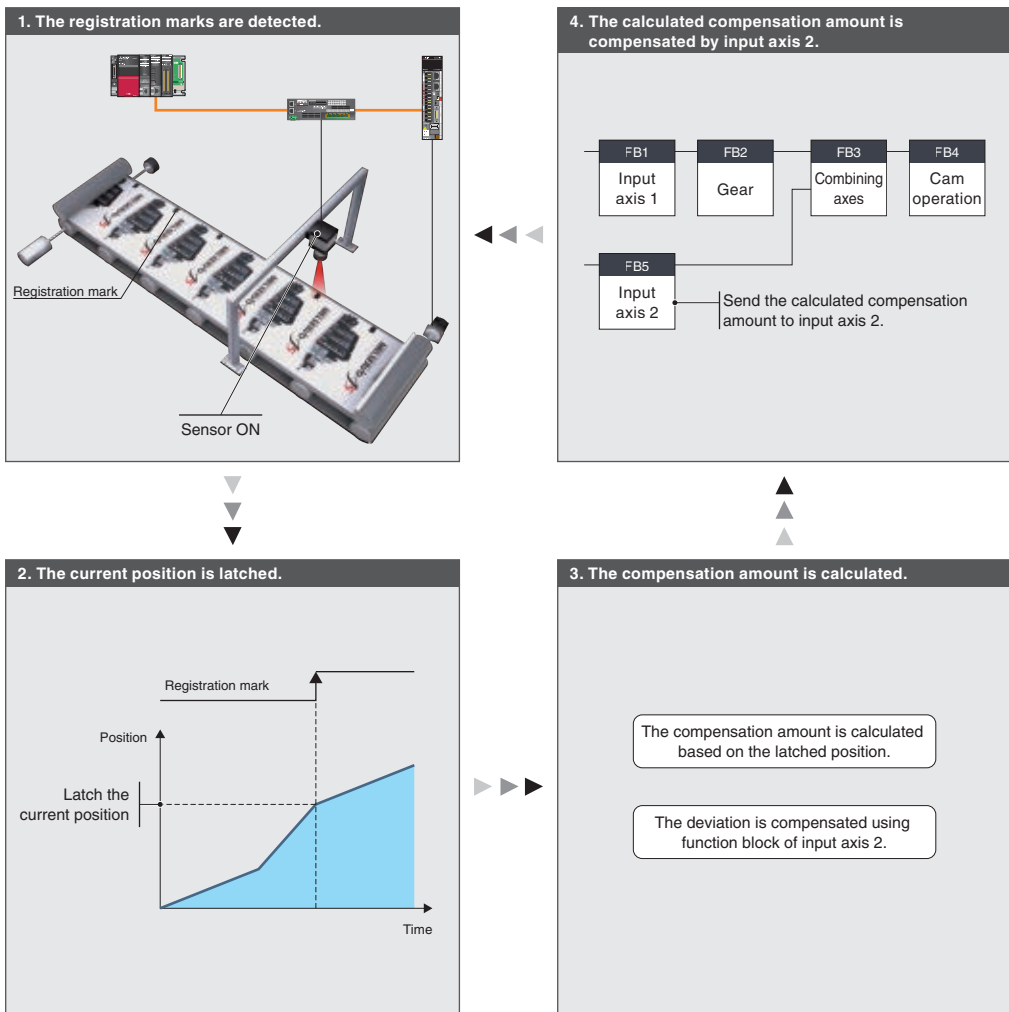 1. The registration marks are detected.
Registration mark
Sensor ON
2. The current position is latched.
Registration mark
Position
Latch the
current position
Time
3. The compensation amount is calculated.
The compensation amount is calculated
based on the latched position.
The deviation is compensated using
function block of input axis 2.
4. The calculated compensation amount is
compensated by input axis 2.
FB1
Input
axis 1
FB2
Gear
FB3
Combining
axes
FB4
Cam
operation
FB5
Input
axis 2
Send the calculated compensation
amount to input axis 2.